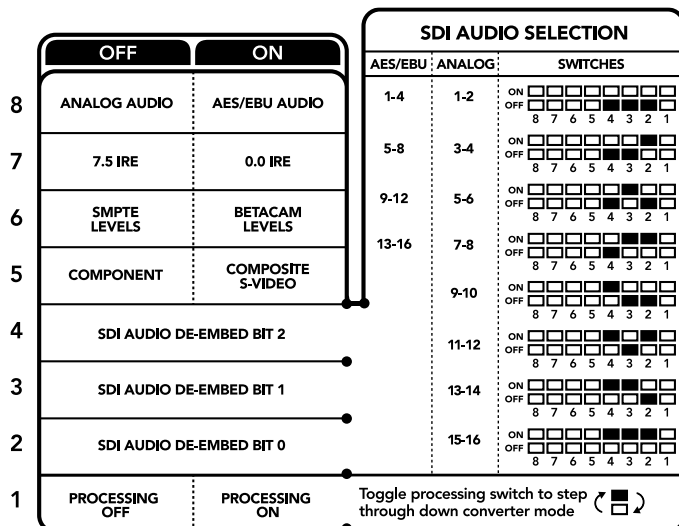 OFF ON
8 ANALOG AUDIO AES/EBU AUDIO
7 7.5 IRE 0.0 IRE
6 SMPTE LEVELS BETACAM LEVELS
5 COMPONENT COMPOSITE S-VIDEO
4 SDI AUDIO DE-EMBED BIT 2
3 SDI AUDIO DE-EMBED BIT 1
2 SDI AUDIO DE-EMBED BIT 0
1 PROCESSING OFF PROCESSING ON
SDI AUDIO SELECTION
AES/EBU ANALOG SWITCHES
1-4 1-2 ON
OFF
8 7 6 5 4 3 2 1
5-8 3-4 ON
OFF
8 7 6 5 4 3 2 1
9-12 5-6 ON
OFF
8 7 6 5 4 3 2 1
13-16 7-8 ON
OFF
8 7 6 5 4 3 2 1
9-10 ON
OFF
8 7 6 5 4 3 2 1
11-12 ON
OFF
8 7 6 5 4 3 2 1
13-14 ON
OFF
8 7 6 5 4 3 2 1
15-16 ON
OFF
8 7 6 5 4 3 2 1
Toggle processing switch to step
through down converter mode